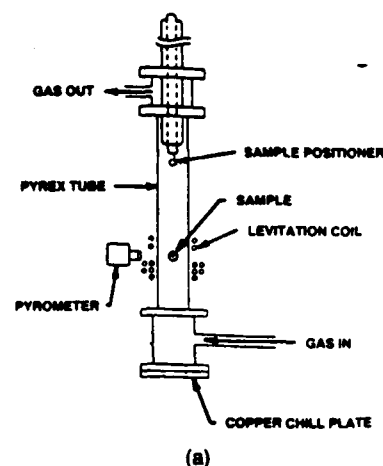 GAS OUT
SAMPLE POSITIONER
PYREX TUBE
SAMPLE
LEVITATION COIL
PYROMETER
GAS IN
COPPER CHILL PLATE
(a)